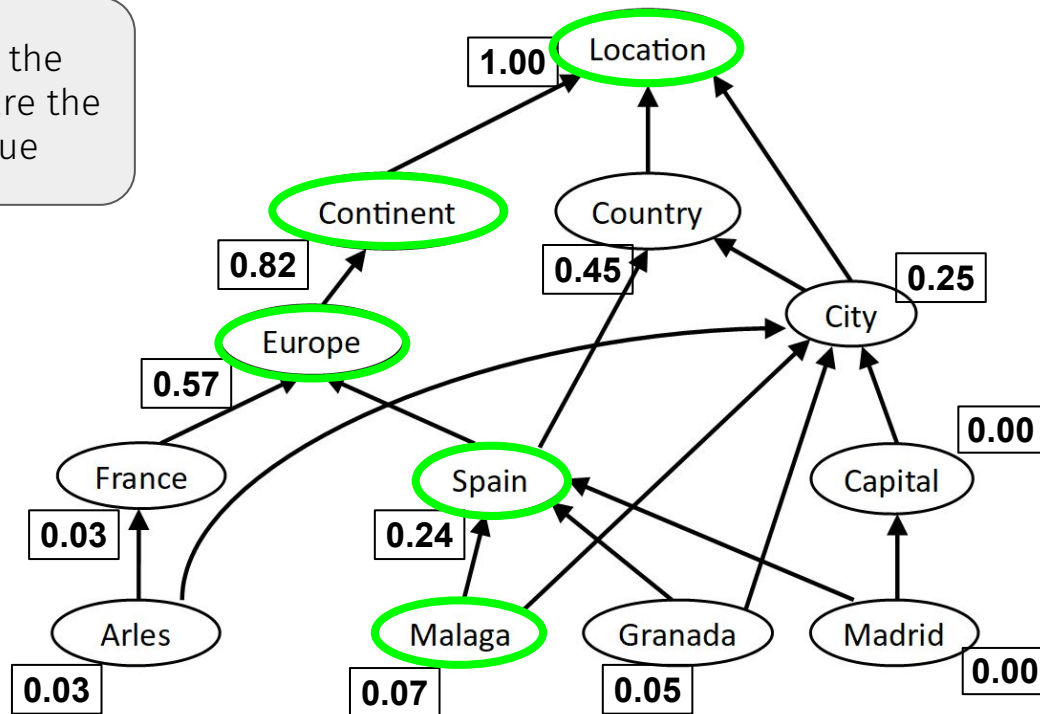 the
the
Location
1.00
Continent
Country
0.82
0.45
0.25
City
Europe
0.57
0.00
France
Spain
Capital
0.03
0.24
Arles
Malaga
Granada
Madrid
0.03
0.07
0.05
0.00